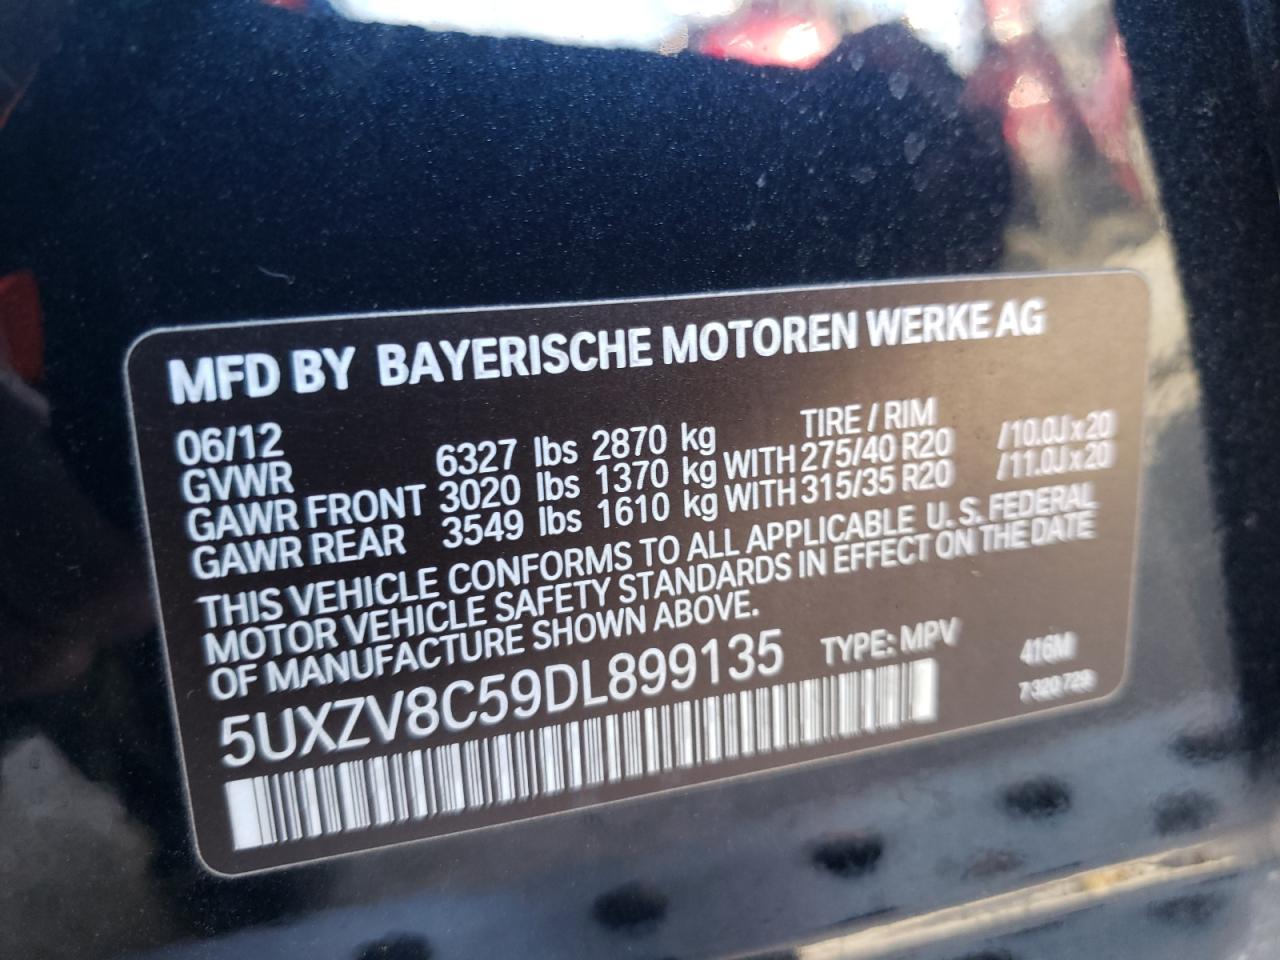 MFD BY BAYERISCHE MOTOREN WERKE AG
06/12 TIRE / RIM
GVWR 6327 lbs 2870 kg
GAWR FRONT 3020 lbs 1370 kg WITH 275/40 R20 /10.0J x 20
GAWR REAR 3549 lbs 1610 kg WITH 315/35 R20 /11.0J x 20
THIS VEHICLE CONFORMS TO ALL APPLICABLE U.S. FEDERAL
MOTOR VEHICLE SAFETY STANDARDS IN EFFECT ON THE DATE
OF MANUFACTURE SHOWN ABOVE.
5UXZV8C59DL899135 TYPE: MPV 416M
7 320 729